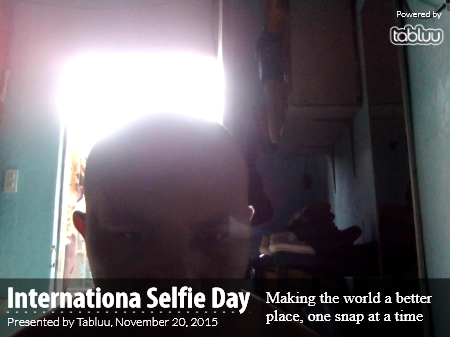 Powered by
tabluu
Internationa Selfie Day
Presented by Tabluu, November 20, 2015
Making the world a better
place, one snap at a time